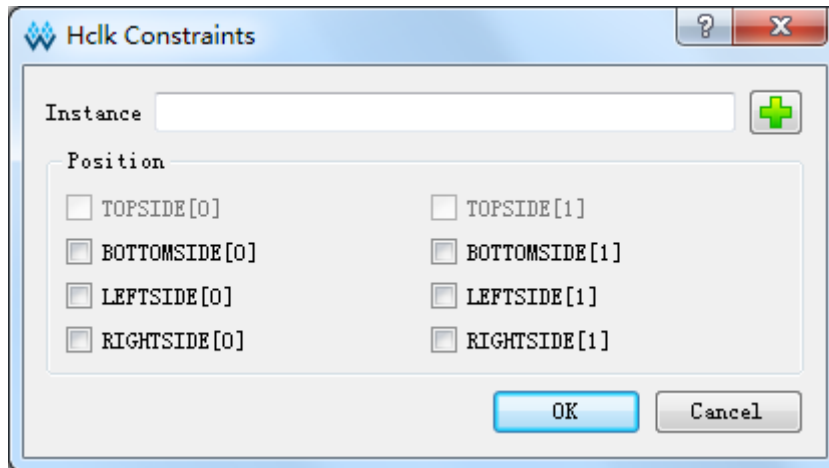 Hclk Constraints
Instance
Position
TOPSIDE[0] TOPSIDE[1]
BOTTOMSIDE[0] BOTTOMSIDE[1]
LEFTSIDE[0] LEFTSIDE[1]
RIGHTSIDE[0] RIGHTSIDE[1]
OK Cancel